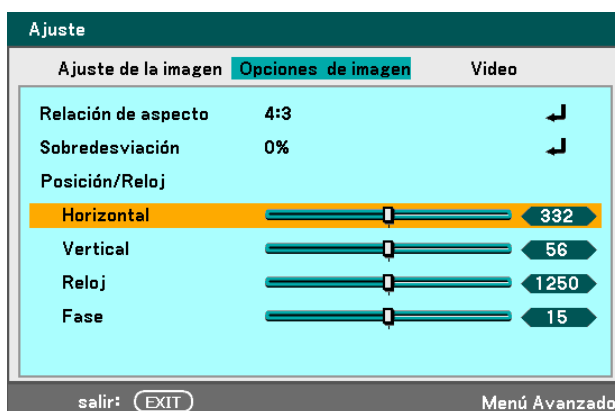 Ajuste
Ajuste de la imagen Opciones de imagen Video
Relación de aspecto 4:3
Sobredesviación 0%
Posición/Reloj
Horizontal 332
Vertical 56
Reloj 1250
Fase 15
salir: EXIT Menú Avanzado